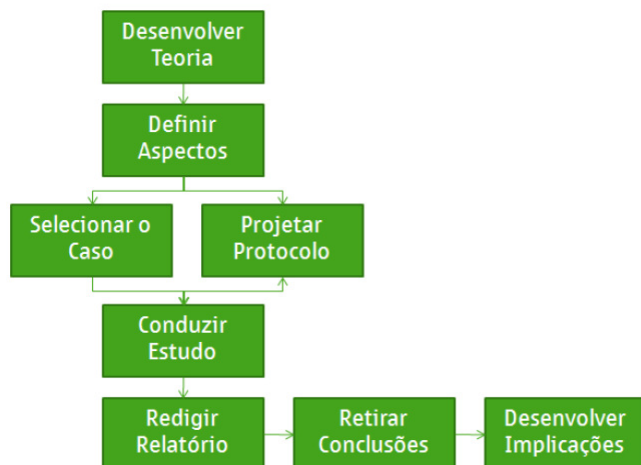 Desenvolver
Teoria
Definir
Aspectos
Selecionar o
Caso
Projetar
Protocolo
Conduzir
Estudo
Redigir
Relatório
Retirar
Conclusões
Desenvolver
Implicações